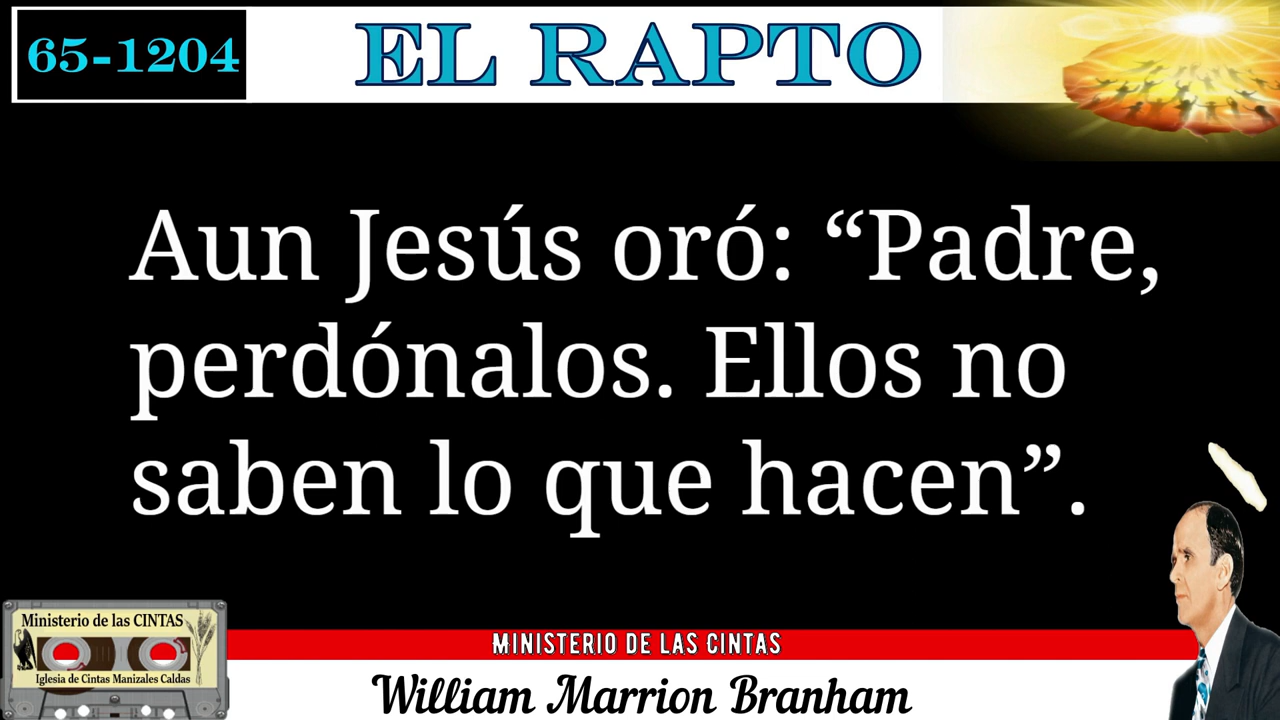 65-1204
EL RAPTO
Aun Jesús oró: “Padre,
perdónalos. Ellos no
saben lo que hacen”.
Ministerio de las CINTAS
Iglesia de Cintas Manizales Caldas
MINISTERIO DE LAS CINTAS
William Marrion Branham